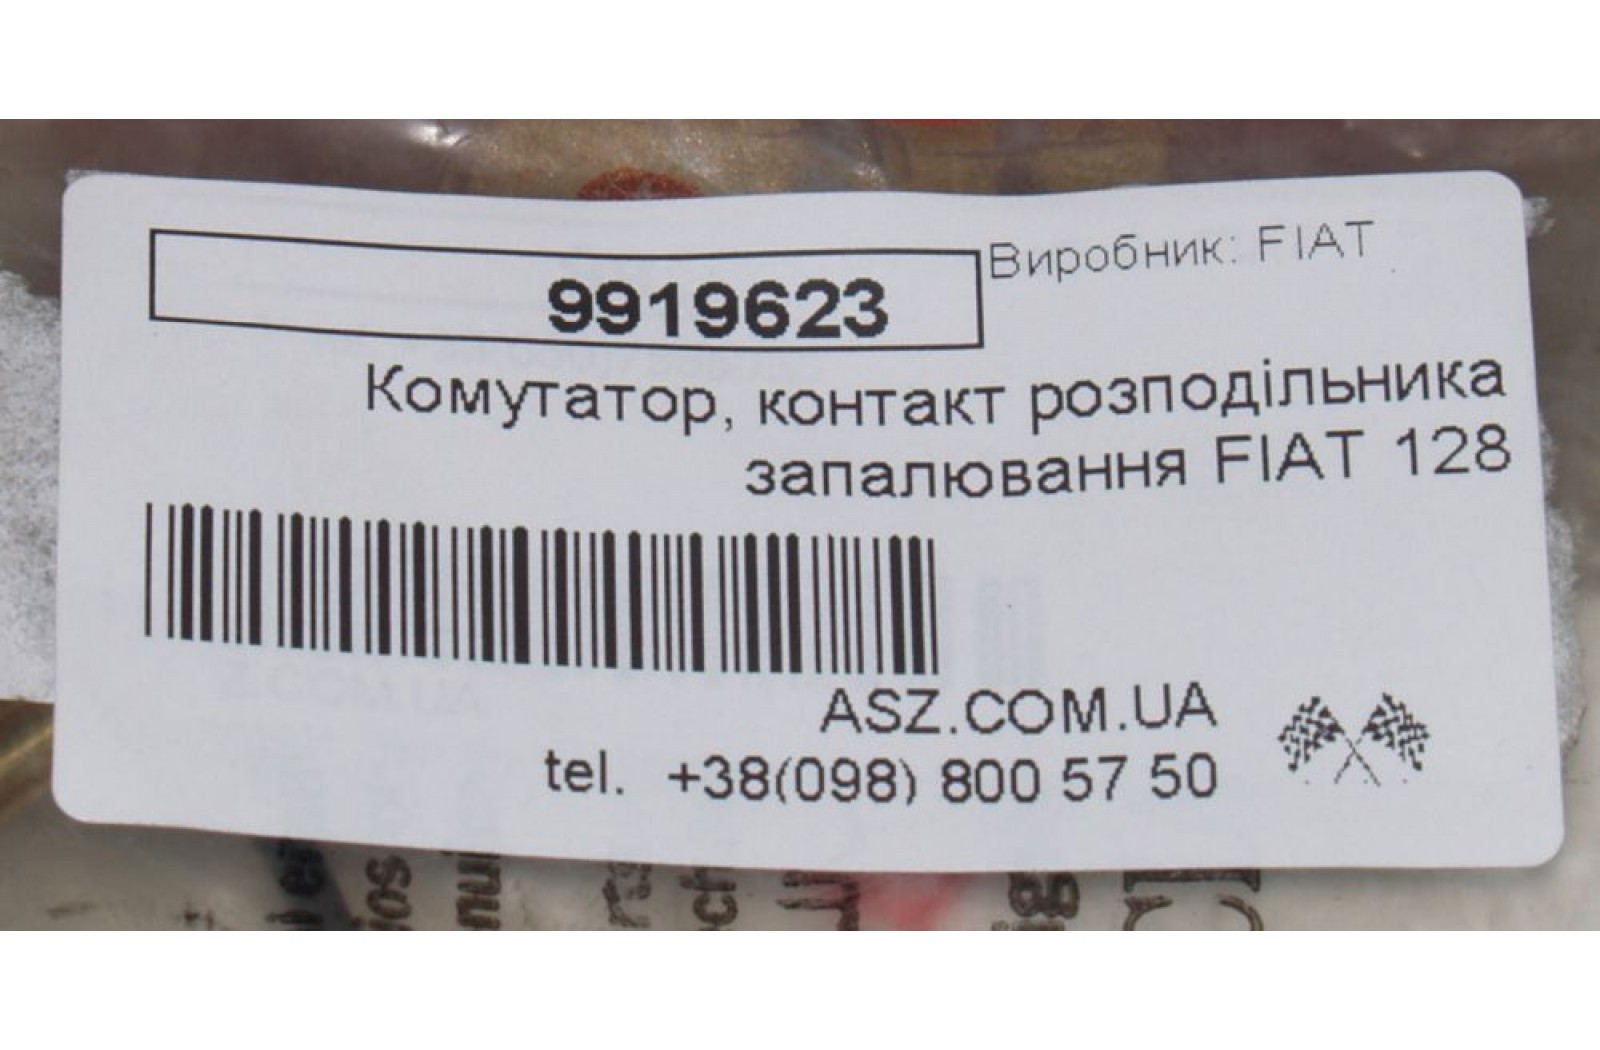 9919623
Виробник: FIAT
Комутатор, контакт розподільника
запалювання FIAT 128
ASZ.COM.UA
tel. +38(098) 800 57 50